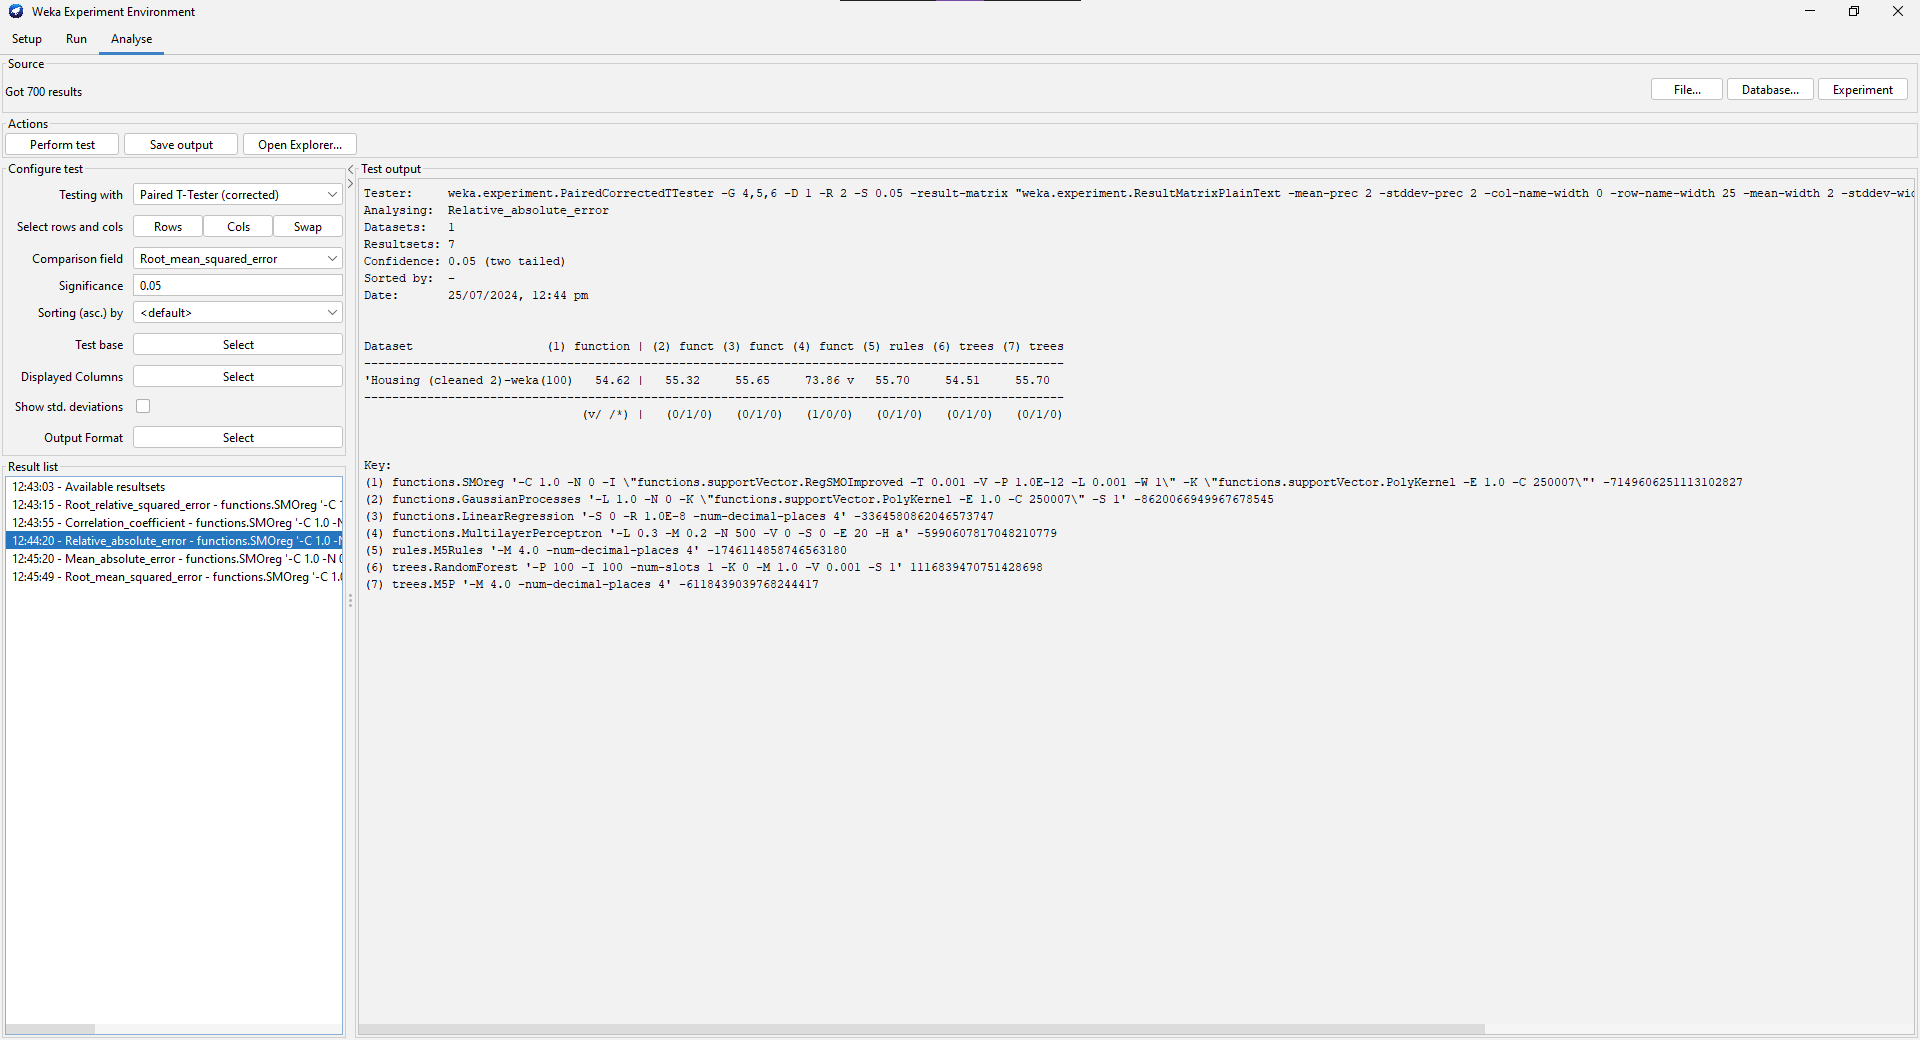 Weka Experiment Environment
Setup Run Analyse
Source
Got 700 results
File... Database... Experiment
Actions
Perform test Save output Open Explorer...
Configure test
Testing with Paired T-Tester (corrected)
Select rows and cols Rows Cols Swap
Comparison field Root_mean_squared_error
Significance 0.05
Sorting (asc.) by <default>
Test base Select
Displayed Columns Select
Show std. deviations
Output Format Select
Result list
12:43:03 - Available resultsets
12:43:15 - Root_relative_squared_error - functions.SMOreg '-C 1
12:43:55 - Correlation_coefficient - functions.SMOreg '-C 1.0 -N
12:44:20 - Relative_absolute_error - functions.SMOreg '-C 1.0 -N
12:45:20 - Mean_absolute_error - functions.SMOreg '-C 1.0 -N 0
12:45:49 - Root_mean_squared_error - functions.SMOreg '-C 1.0
Test output
Tester: weka.experiment.PairedCorrectedTTester -G 4,5,6 -D 1 -R 2 -S 0.05 -result-matrix "weka.experiment.ResultMatrixPlainText -mean-prec 2 -stddev-prec 2 -col-name-width 0 -row-name-width 25 -mean-width 2 -stddev-wid
Analysing: Relative_absolute_error
Datasets: 1
Resultsets: 7
Confidence: 0.05 (two tailed)
Sorted by: -
Date: 25/07/2024, 12:44 pm
Dataset (1) function | (2) funct (3) funct (4) funct (5) rules (6) trees (7) trees
----------------------------------------------------------------------------------------------------
'Housing (cleaned 2)-weka(100) 54.62 | 55.32 55.65 73.86 v 55.70 54.51 55.70
----------------------------------------------------------------------------------------------------
(v/ /*) | (0/1/0) (0/1/0) (1/0/0) (0/1/0) (0/1/0) (0/1/0)
Key:
(1) functions.SMOreg '-C 1.0 -N 0 -I \"functions.supportVector.RegSMOImproved -T 0.001 -V -P 1.0E-12 -L 0.001 -W 1\" -K \"functions.supportVector.PolyKernel -E 1.0 -C 250007\"' -7149606251113102827
(2) functions.GaussianProcesses '-L 1.0 -N 0 -K \"functions.supportVector.PolyKernel -E 1.0 -C 250007\" -S 1' -8620066949967678545
(3) functions.LinearRegression '-S 0 -R 1.0E-8 -num-decimal-places 4' -3364580862046573747
(4) functions.MultilayerPerceptron '-L 0.3 -M 0.2 -N 500 -V 0 -S 0 -E 20 -H a' -5990607817048210779
(5) rules.M5Rules '-M 4.0 -num-decimal-places 4' -1746114858746563180
(6) trees.RandomForest '-P 100 -I 100 -num-slots 1 -K 0 -M 1.0 -V 0.001 -S 1' 1116839470751428698
(7) trees.M5P '-M 4.0 -num-decimal-places 4' -6118439039768244417